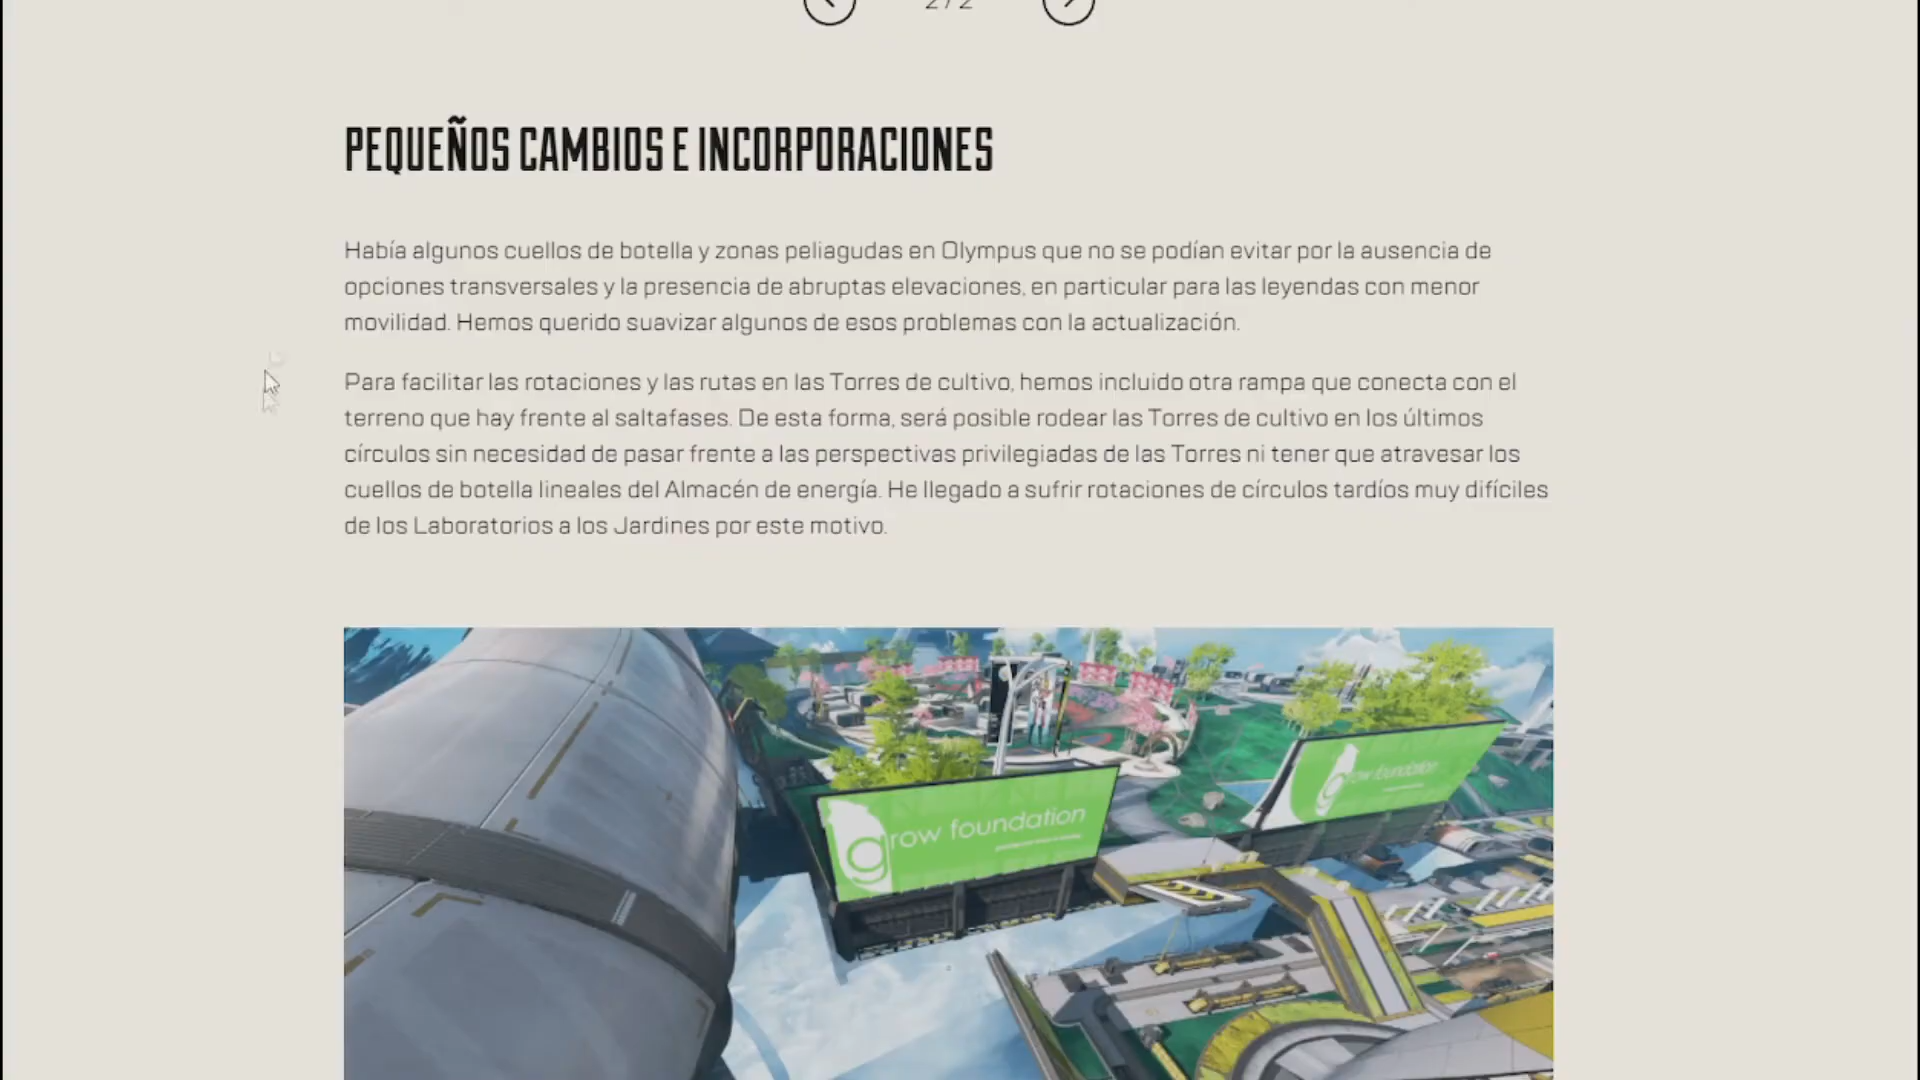 2 / 2
PEQUEÑOS CAMBIOS E INCORPORACIONES
Había algunos cuellos de botella y zonas peliagudas en Olympus que no se podían evitar por la ausencia de
opciones transversales y la presencia de abruptas elevaciones, en particular para las leyendas con menor
movilidad. Hemos querido suavizar algunos de esos problemas con la actualización.
Para facilitar las rotaciones y las rutas en las Torres de cultivo, hemos incluido otra rampa que conecta con el
terreno que hay frente al saltafases. De esta forma, será posible rodear las Torres de cultivo en los últimos
círculos sin necesidad de pasar frente a las perspectivas privilegiadas de las Torres ni tener que atravesar los
cuellos de botella lineales del Almacén de energía. He llegado a sufrir rotaciones de círculos tardíos muy difíciles
de los Laboratorios a los Jardines por este motivo.
grow foundation
grow foundation